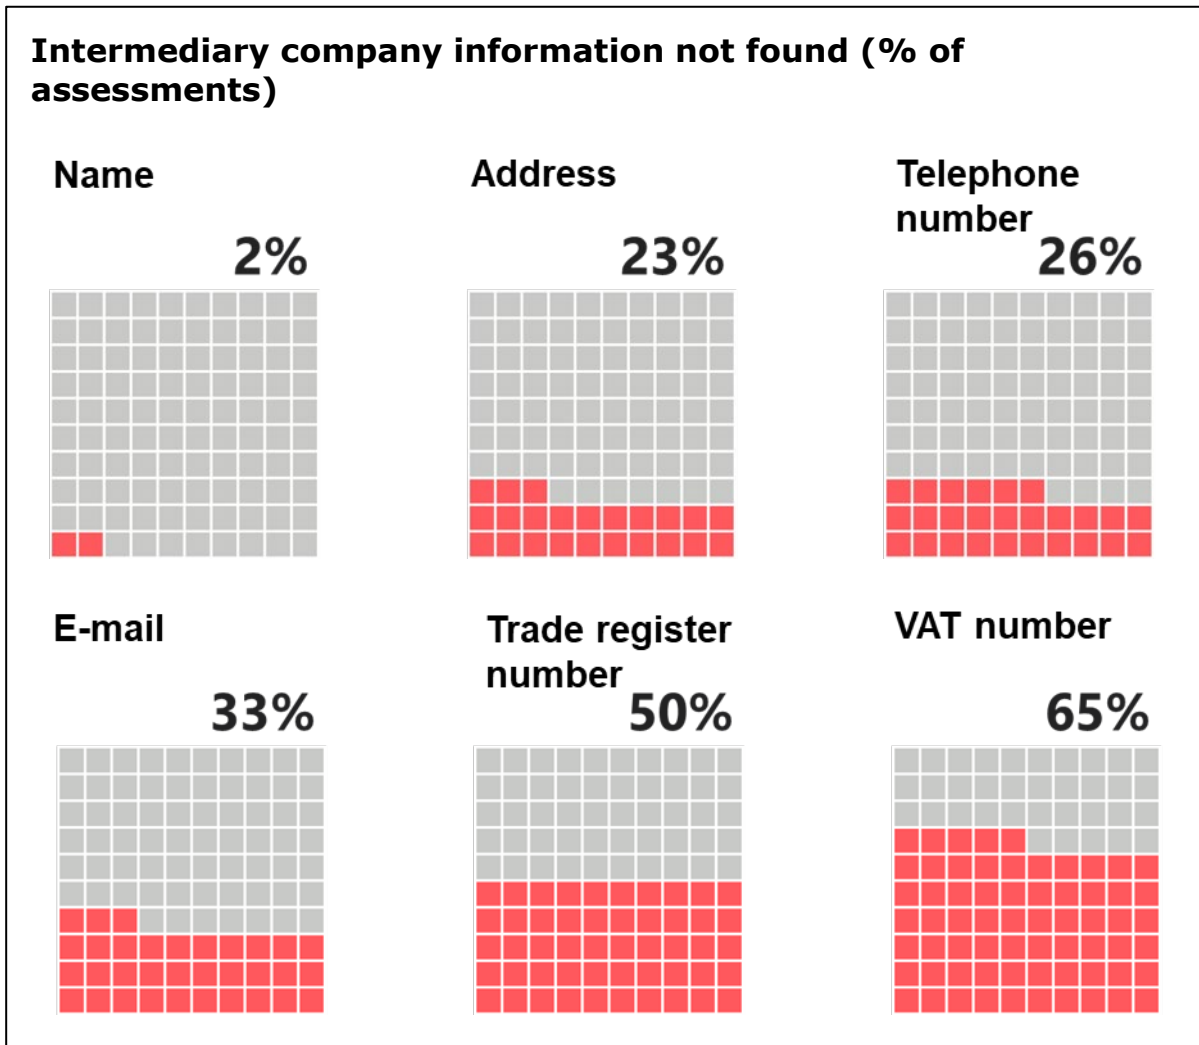 Intermediary company information not found (% of
assessments)
Name
2%
Address
23%
Telephone
number
26%
E-mail
33%
Trade register
number
50%
VAT number
65%